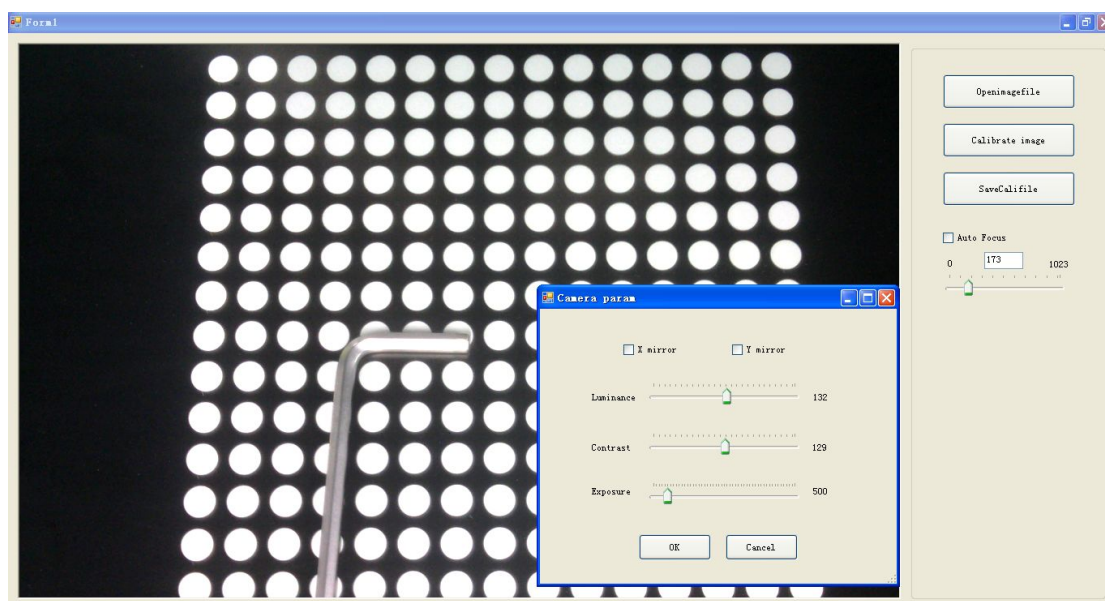 Form1
Openimagefile
Calibrate image
SaveCalifile
Auto Focus
0 173 1023
Camera param
X mirror Y mirror
Luminance 132
Contrast 129
Exposure 500
OK Cancel